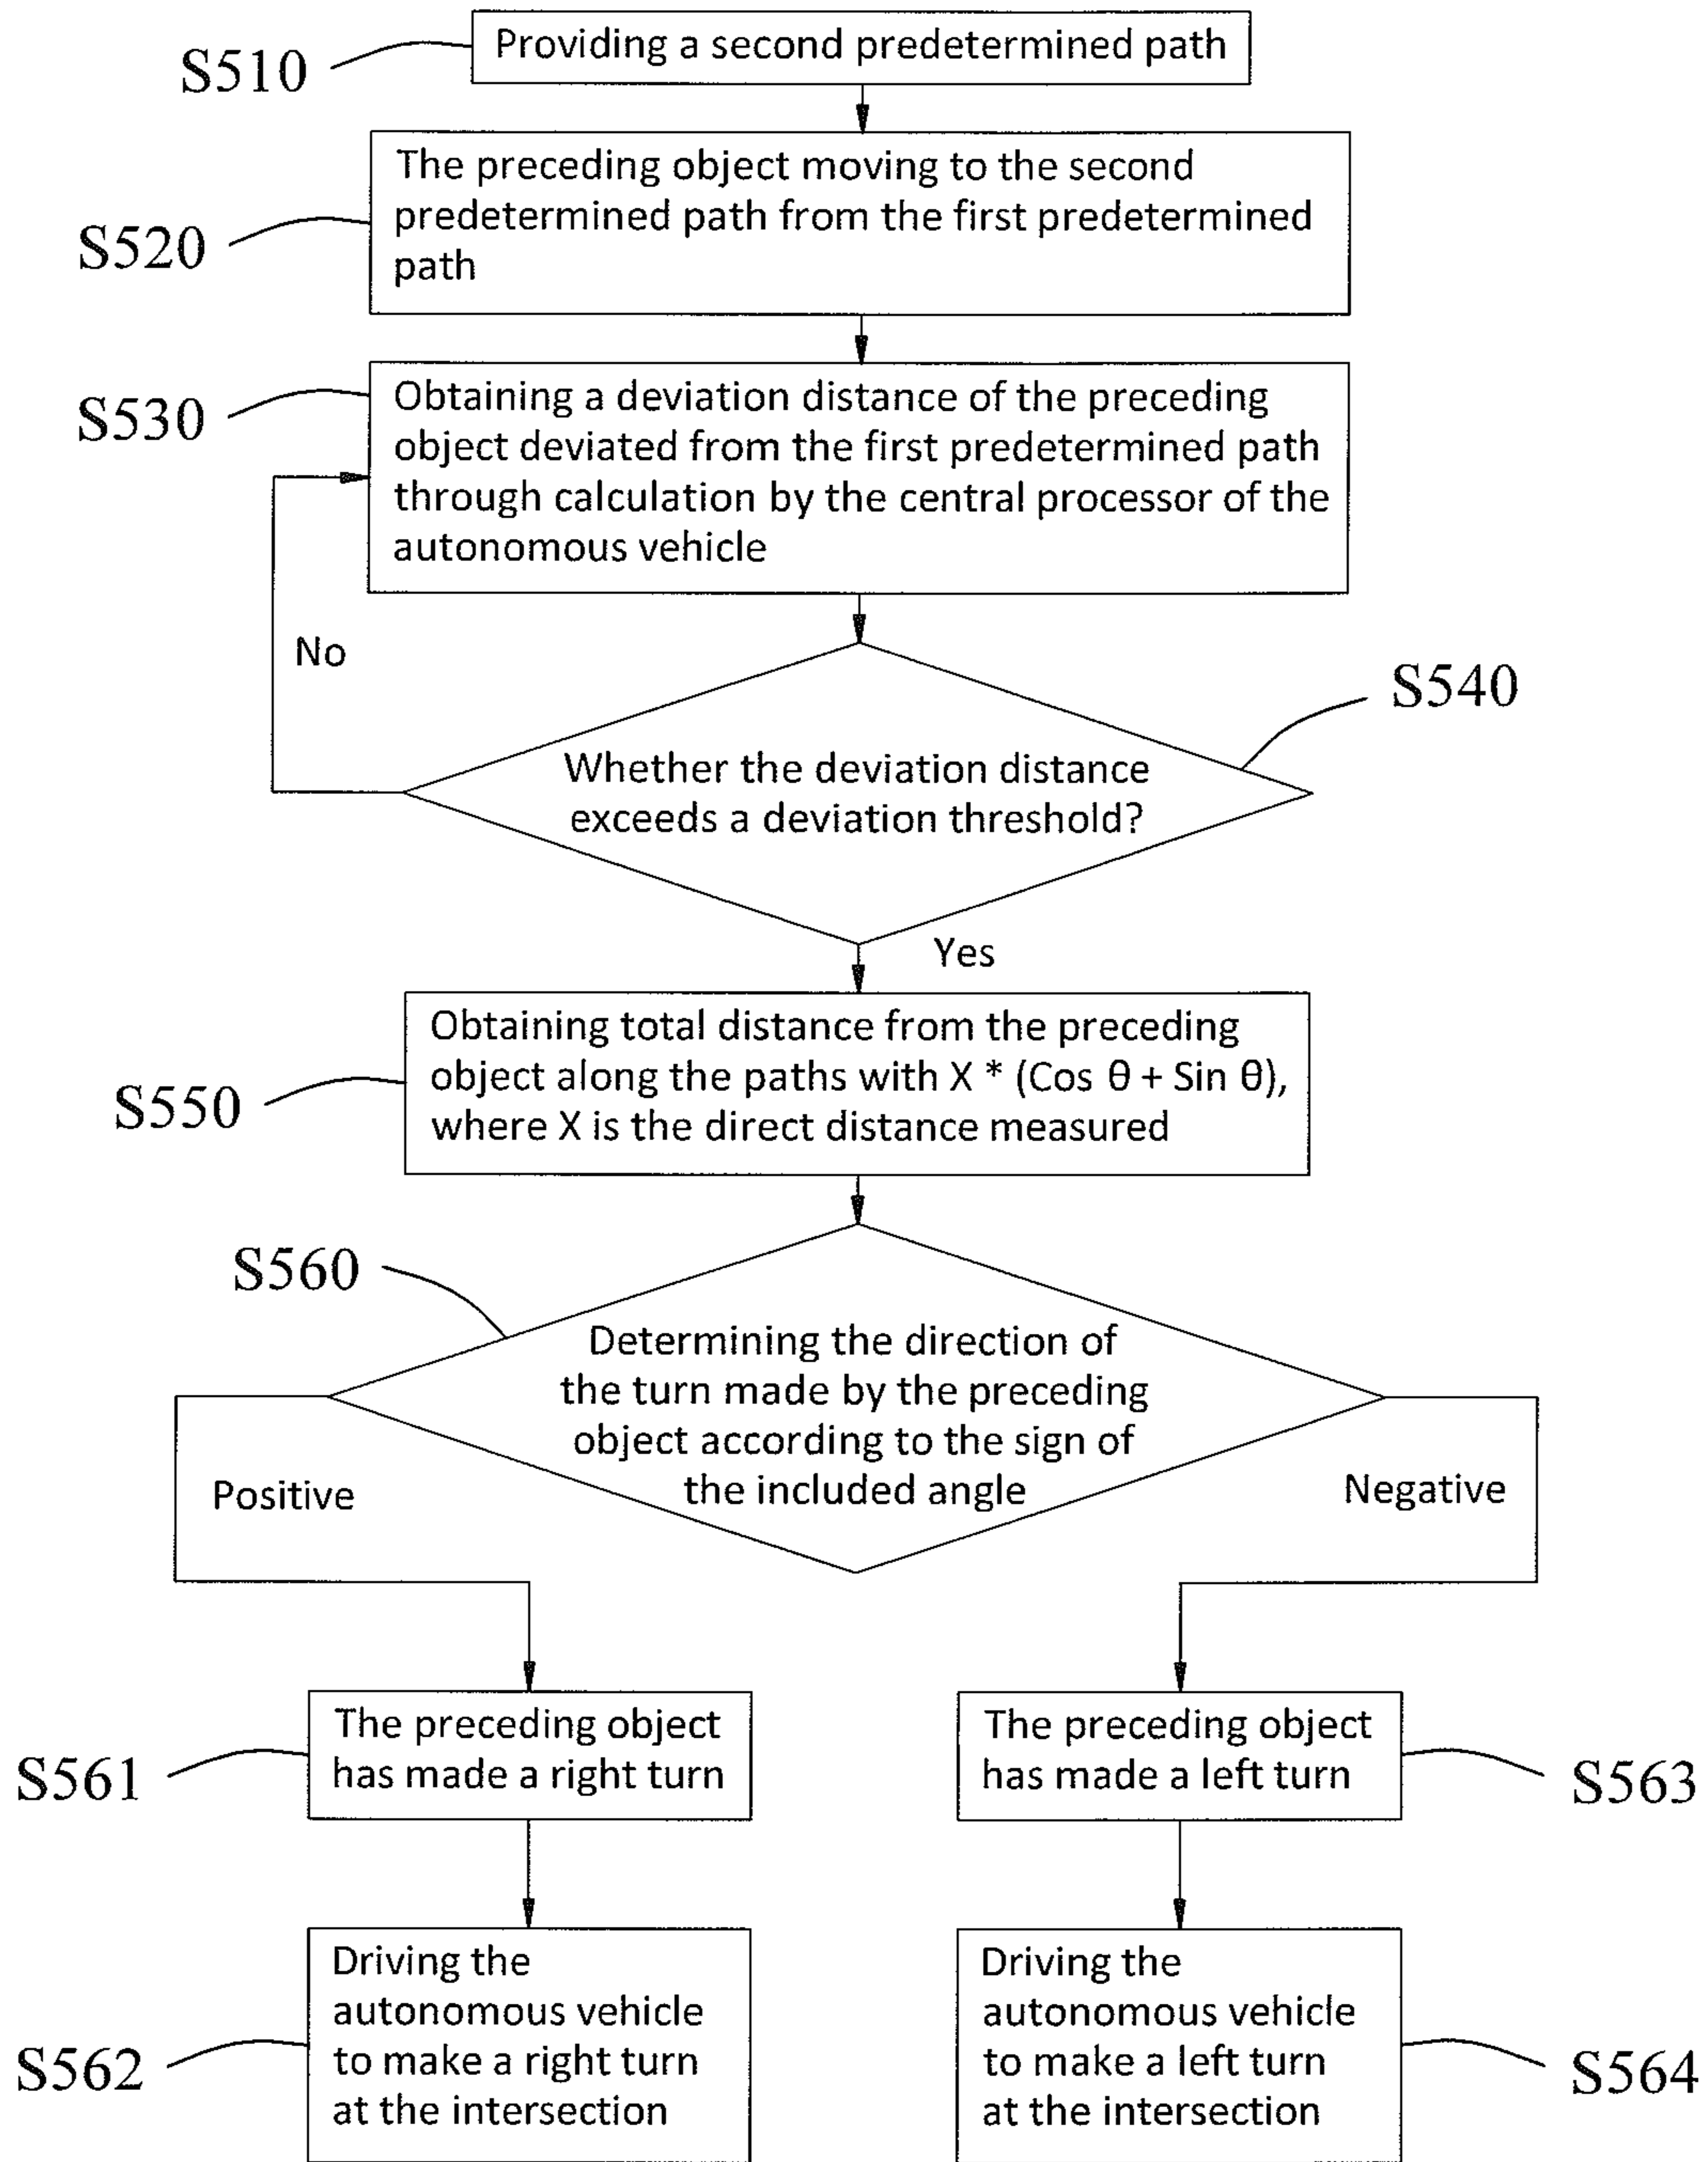 S510
Providing a second predetermined path
S520
The preceding object moving to the second
predetermined path from the first predetermined
path
S530
Obtaining a deviation distance of the preceding
object deviated from the first predetermined path
through calculation by the central processor of the
autonomous vehicle
No
S540
Whether the deviation distance
exceeds a deviation threshold?
Yes
S550
Obtaining total distance from the preceding
object along the paths with X * (Cos θ + Sin θ),
where X is the direct distance measured
S560
Determining the direction of
the turn made by the preceding
object according to the sign of
the included angle
Positive
Negative
S561
The preceding object
has made a right turn
The preceding object
has made a left turn
S563
S562
Driving the
autonomous vehicle
to make a right turn
at the intersection
Driving the
autonomous vehicle
to make a left turn
at the intersection
S564